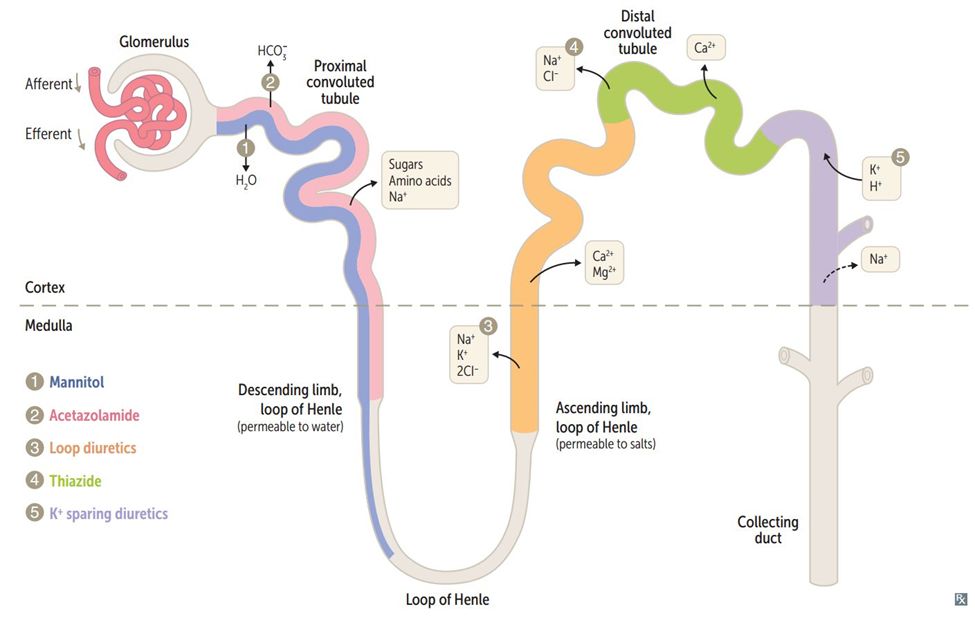 Glomerulus
Afferent
Efferent
HCO3−
2
Proximal
convoluted
tubule
1
H2O
Sugars
Amino acids
Na+
Distal
convoluted
tubule
4
Na+
Cl−
Ca2+
5
K+
H+
Na+
Ca2+
Mg2+
Cortex
Medulla
3
Na+
K+
2Cl−
1 Mannitol
2 Acetazolamide
3 Loop diuretics
4 Thiazide
5 K+ sparing diuretics
Descending limb,
loop of Henle
(permeable to water)
Ascending limb,
loop of Henle
(permeable to salts)
Collecting
duct
Loop of Henle
Rx